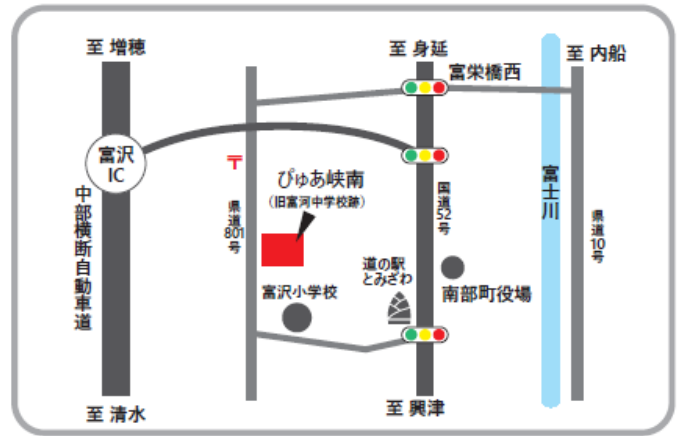 至 増穂
至 身延
至 内船
富栄橋西
富沢
IC
〒
ぴゅあ峡南
（旧富河中学校跡）
中部横断自動車道
県道801号
国道52号
富士川
県道10号
道の駅
とみざわ
富沢小学校
南部町役場
至 清水
至 興津